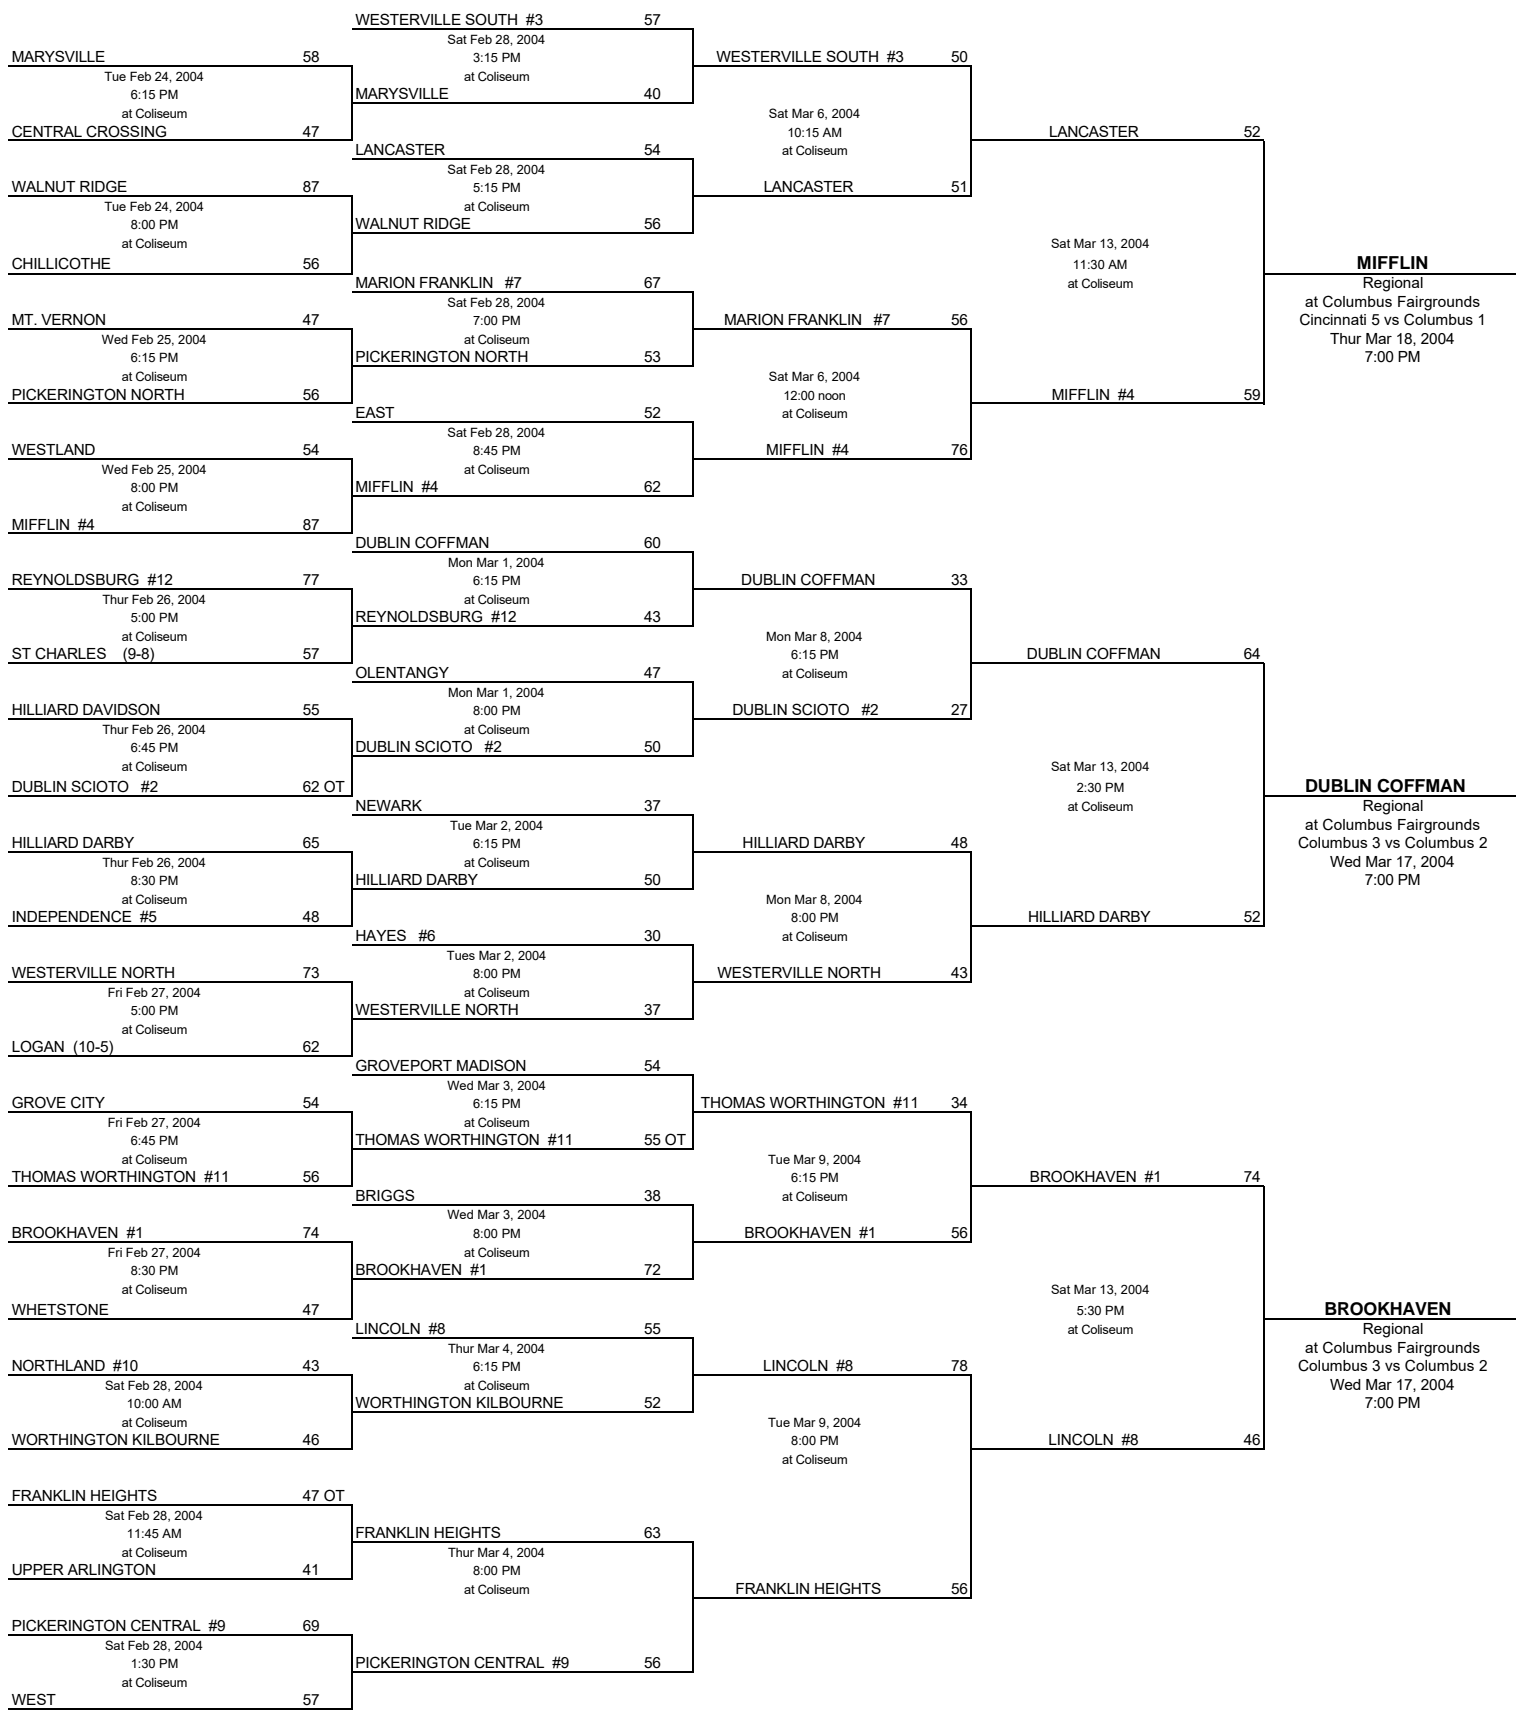 WESTERVILLE SOUTH #3 57
Sat Feb 28, 2004
3:15 PM
at Coliseum
MARYSVILLE 40
MARYSVILLE 58
Tue Feb 24, 2004
6:15 PM
at Coliseum
CENTRAL CROSSING 47
WESTERVILLE SOUTH #3 50
Sat Mar 6, 2004
10:15 AM
at Coliseum
LANCASTER 51
LANCASTER 54
Sat Feb 28, 2004
5:15 PM
at Coliseum
WALNUT RIDGE 56
WALNUT RIDGE 87
Tue Feb 24, 2004
8:00 PM
at Coliseum
CHILLICOTHE 56
LANCASTER 52
Sat Mar 13, 2004
11:30 AM
at Coliseum
MIFFLIN #4 59
MIFFLIN
Regional
at Columbus Fairgrounds
Cincinnati 5 vs Columbus 1
Thur Mar 18, 2004
7:00 PM
MARION FRANKLIN #7 67
Sat Feb 28, 2004
7:00 PM
at Coliseum
PICKERINGTON NORTH 53
MT. VERNON 47
Wed Feb 25, 2004
6:15 PM
at Coliseum
PICKERINGTON NORTH 56
MARION FRANKLIN #7 56
Sat Mar 6, 2004
12:00 noon
at Coliseum
MIFFLIN #4 76
EAST 52
Sat Feb 28, 2004
8:45 PM
at Coliseum
MIFFLIN #4 62
WESTLAND 54
Wed Feb 25, 2004
8:00 PM
at Coliseum
MIFFLIN #4 87
DUBLIN COFFMAN 60
Mon Mar 1, 2004
6:15 PM
at Coliseum
REYNOLDSBURG #12 43
REYNOLDSBURG #12 77
Thur Feb 26, 2004
5:00 PM
at Coliseum
ST CHARLES (9-8) 57
DUBLIN COFFMAN 33
Mon Mar 8, 2004
6:15 PM
at Coliseum
DUBLIN SCIOTO #2 27
OLENTANGY 47
Mon Mar 1, 2004
8:00 PM
at Coliseum
DUBLIN SCIOTO #2 50
HILLIARD DAVIDSON 55
Thur Feb 26, 2004
6:45 PM
at Coliseum
DUBLIN SCIOTO #2 62 OT
DUBLIN COFFMAN 64
Sat Mar 13, 2004
2:30 PM
at Coliseum
HILLIARD DARBY 52
DUBLIN COFFMAN
Regional
at Columbus Fairgrounds
Columbus 3 vs Columbus 2
Wed Mar 17, 2004
7:00 PM
NEWARK 37
Tue Mar 2, 2004
6:15 PM
at Coliseum
HILLIARD DARBY 50
HILLIARD DARBY 65
Thur Feb 26, 2004
8:30 PM
at Coliseum
INDEPENDENCE #5 48
HILLIARD DARBY 48
Mon Mar 8, 2004
8:00 PM
at Coliseum
WESTERVILLE NORTH 43
HAYES #6 30
Tues Mar 2, 2004
8:00 PM
at Coliseum
WESTERVILLE NORTH 37
WESTERVILLE NORTH 73
Fri Feb 27, 2004
5:00 PM
at Coliseum
LOGAN (10-5) 62
GROVEPORT MADISON 54
Wed Mar 3, 2004
6:15 PM
at Coliseum
THOMAS WORTHINGTON #11 55 OT
GROVE CITY 54
Fri Feb 27, 2004
6:45 PM
at Coliseum
THOMAS WORTHINGTON #11 56
THOMAS WORTHINGTON #11 34
Tue Mar 9, 2004
6:15 PM
at Coliseum
BROOKHAVEN #1 56
BRIGGS 38
Wed Mar 3, 2004
8:00 PM
at Coliseum
BROOKHAVEN #1 72
BROOKHAVEN #1 74
Fri Feb 27, 2004
8:30 PM
at Coliseum
WHETSTONE 47
BROOKHAVEN #1 74
Sat Mar 13, 2004
5:30 PM
at Coliseum
LINCOLN #8 46
BROOKHAVEN
Regional
at Columbus Fairgrounds
Columbus 3 vs Columbus 2
Wed Mar 17, 2004
7:00 PM
LINCOLN #8 55
Thur Mar 4, 2004
6:15 PM
at Coliseum
WORTHINGTON KILBOURNE 52
NORTHLAND #10 43
Sat Feb 28, 2004
10:00 AM
at Coliseum
WORTHINGTON KILBOURNE 46
LINCOLN #8 78
Tue Mar 9, 2004
8:00 PM
at Coliseum
FRANKLIN HEIGHTS 56
FRANKLIN HEIGHTS 47 OT
Sat Feb 28, 2004
11:45 AM
at Coliseum
UPPER ARLINGTON 41
FRANKLIN HEIGHTS 63
Thur Mar 4, 2004
8:00 PM
at Coliseum
PICKERINGTON CENTRAL #9 56
PICKERINGTON CENTRAL #9 69
Sat Feb 28, 2004
1:30 PM
at Coliseum
WEST 57